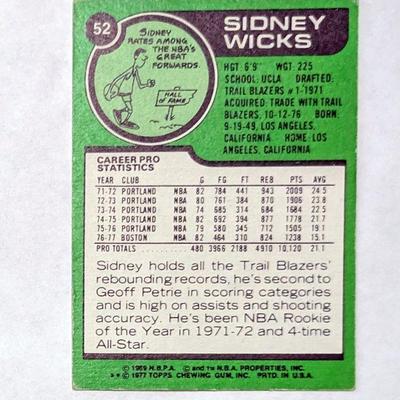 52
SIDNEY
RATES AMONG
THE NBA'S
GREAT
FORWARDS.
HALL OF FAME
SIDNEY
WICKS
HGT: 6'9" WGT: 225
SCHOOL: UCLA DRAFTED:
TRAIL BLAZERS #1-1971
ACQUIRED: TRADE WITH TRAIL
BLAZERS, 10-12-76 BORN:
9-19-49, LOS ANGELES,
CALIFORNIA HOME: LOS
ANGELES, CALIFORNIA
CAREER PRO
STATISTICS
YEAR CLUB G FG FT REB PTS AVG
71-72 PORTLAND NBA 82 784 441 943 2009 24.5
72-73 PORTLAND NBA 80 761 384 870 1906 23.8
73-74 PORTLAND NBA 74 685 314 684 1684 22.5
74-75 PORTLAND NBA 82 692 394 877 1778 21.7
75-76 PORTLAND NBA 79 580 345 712 1505 19.1
76-77 BOSTON NBA 82 464 310 824 1238 15.1
PRO TOTALS 480 3966 2188 4910 10,120 21.1
Sidney holds all the Trail Blazers'
rebounding records, he's second to
Geoff Petrie in scoring categories
and is high on assists and shooting
accuracy. He's been NBA Rookie
of the Year in 1971-72 and 4-time
All-Star.
© 1969 N.B.P.A. © and ™ N.B.A. PROPERTIES, INC.
** © 1977 TOPPS CHEWING GUM, INC. PRTD. IN U.S.A.